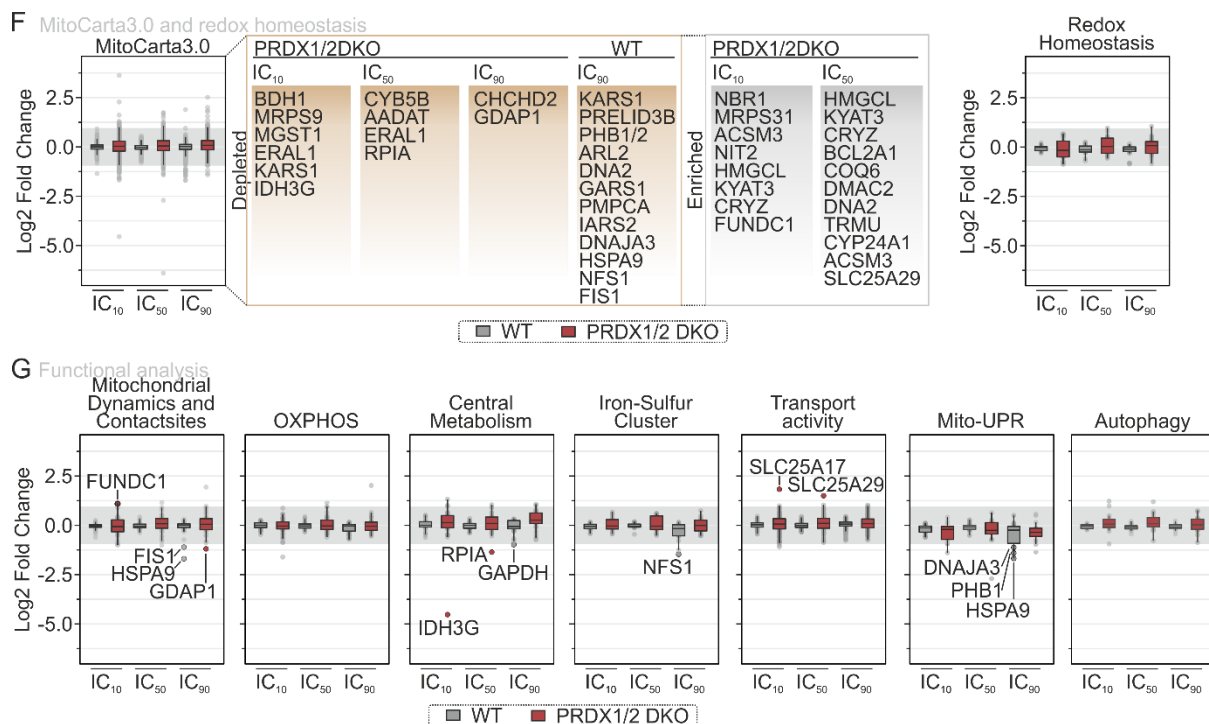 F MitoCarta3.0 and redox homeostasis
MitoCarta3.0
Log2 Fold Change
2.5
0.0
-2.5
-5.0
IC10 IC50 IC90
Depleted
PRDX1/2DKO WT
IC10 IC50 IC90 IC90
BDH1
MRPS9
MGST1
ERAL1
KARS1
IDH3G
CYB5B
AADAT
ERAL1
RPIA
CHCHD2
GDAP1
KARS1
PRELID3B
PHB1/2
ARL2
DNA2
GARS1
PMPCA
IARS2
DNAJA3
HSPA9
NFS1
FIS1
Enriched
PRDX1/2DKO
IC10 IC50
NBR1
MRPS31
ACSM3
NIT2
HMGCL
KYAT3
CRYZ
FUNDC1
HMGCL
KYAT3
CRYZ
BCL2A1
COQ6
DMAC2
DNA2
TRMU
CYP24A1
ACSM3
SLC25A29
Redox
Homeostasis
Log2 Fold Change
2.5
0.0
-2.5
-5.0
IC10 IC50 IC90
WT PRDX1/2 DKO
G Functional analysis
Mitochondrial
Dynamics and
Contactsites
Log2 Fold Change
2.5
0.0
-2.5
-5.0
FUNDC1
FIS1
HSPA9
GDAP1
IC10 IC50 IC90
OXPHOS
IC10 IC50 IC90
Central
Metabolism
RPIA
GAPDH
IDH3G
IC10 IC50 IC90
Iron-Sulfur
Cluster
NFS1
IC10 IC50 IC90
Transport
activity
SLC25A17
SLC25A29
IC10 IC50 IC90
Mito-UPR
DNAJA3
PHB1
HSPA9
IC10 IC50 IC90
Autophagy
IC10 IC50 IC90
WT PRDX1/2 DKO